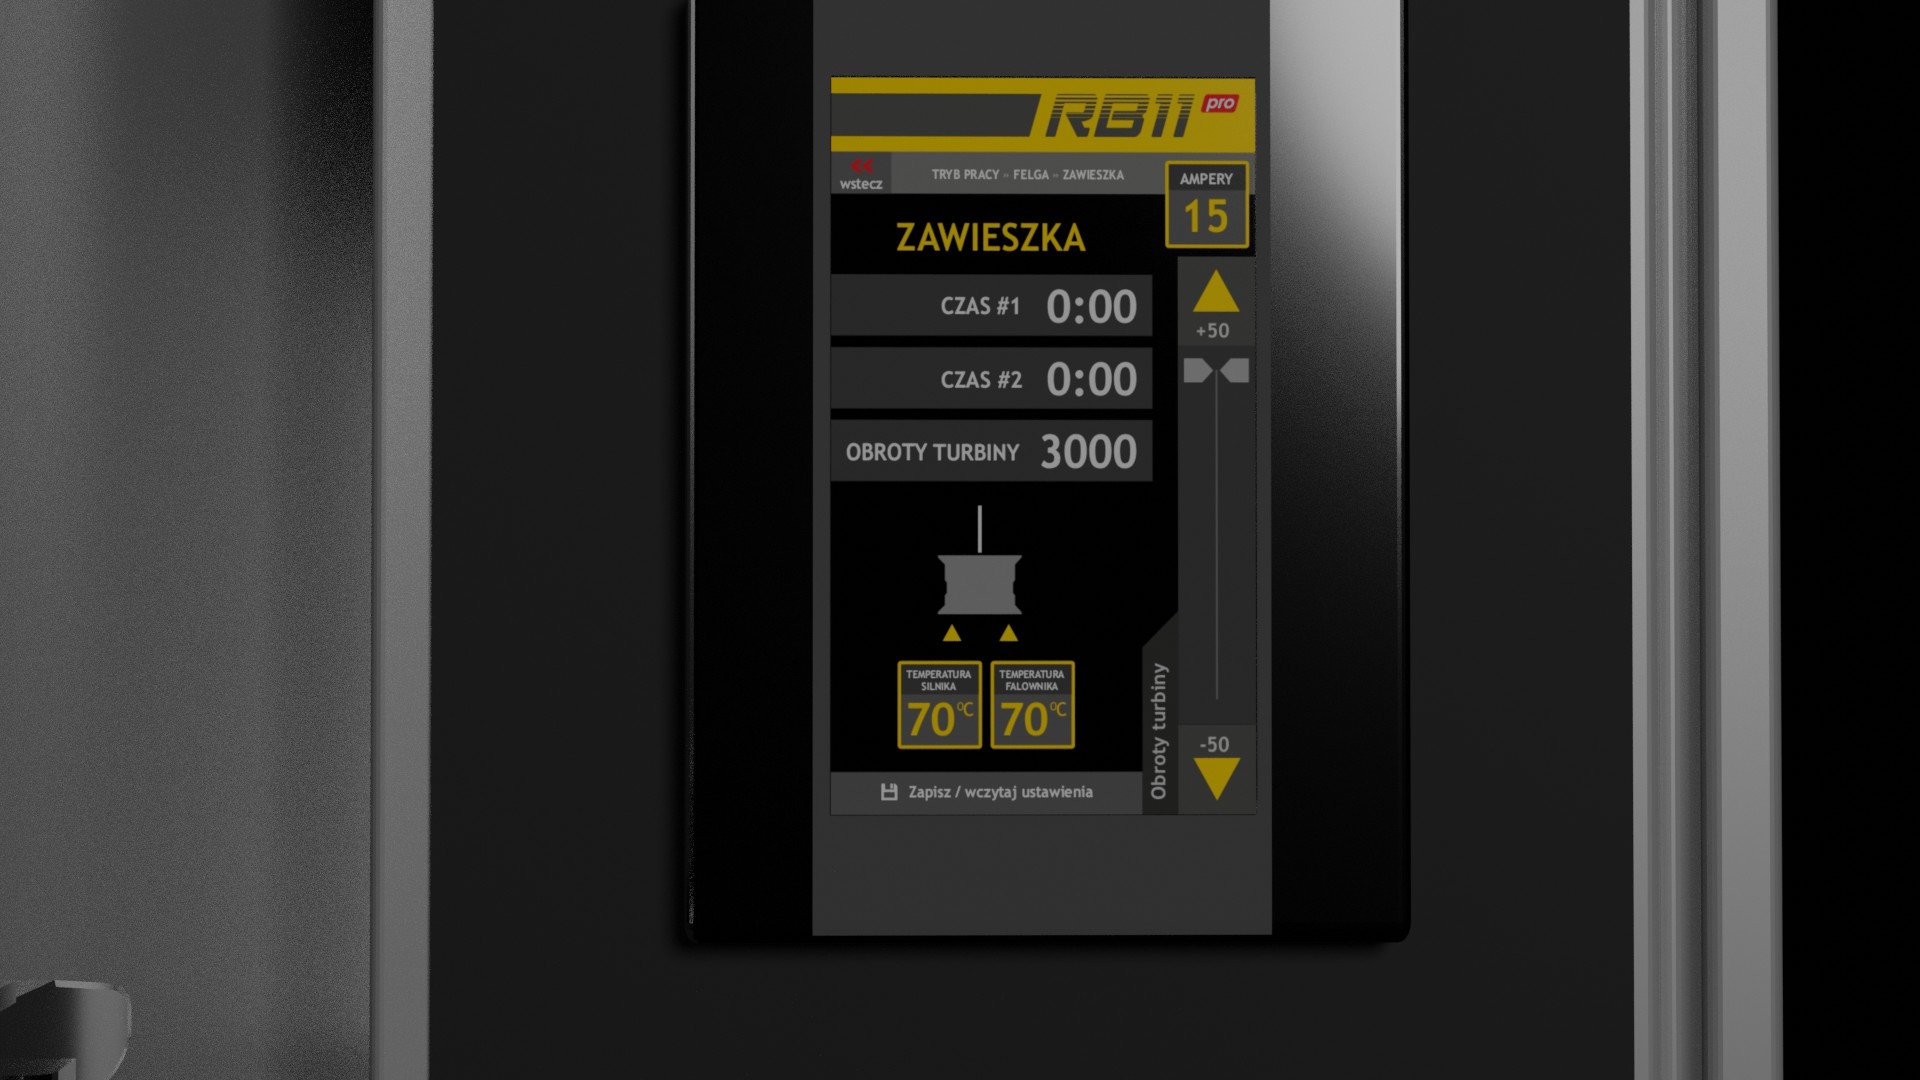 RB11 pro
wstecz
TRYB PRACY - FELGA - ZAWIESZKA
AMPERY
15
ZAWIESZKA
CZAS #1 0:00
CZAS #2 0:00
OBROTY TURBINY 3000
+50
TEMPERATURA
SILNIKA
70°C
TEMPERATURA
FALOWNIKA
70°C
Obroty turbiny
-50
Zapisz / wczytaj ustawienia